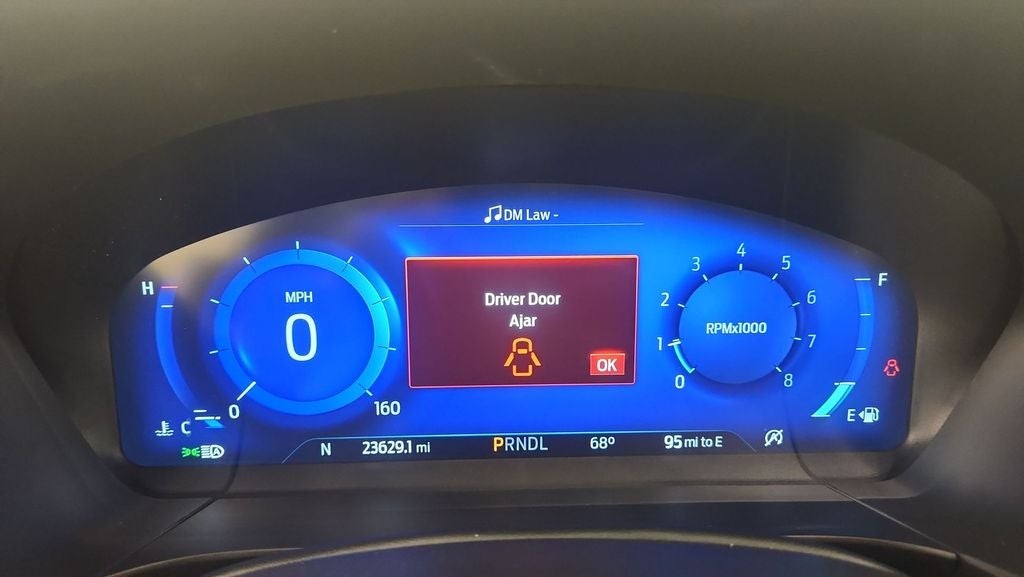 DM Law -
H
C
MPH
0
0
160
Driver Door
Ajar
OK
0
1
2
3
4
5
6
7
8
RPMx1000
F
E
A
N
23629.1 mi
PRNDL
68°
95 mi to E
A